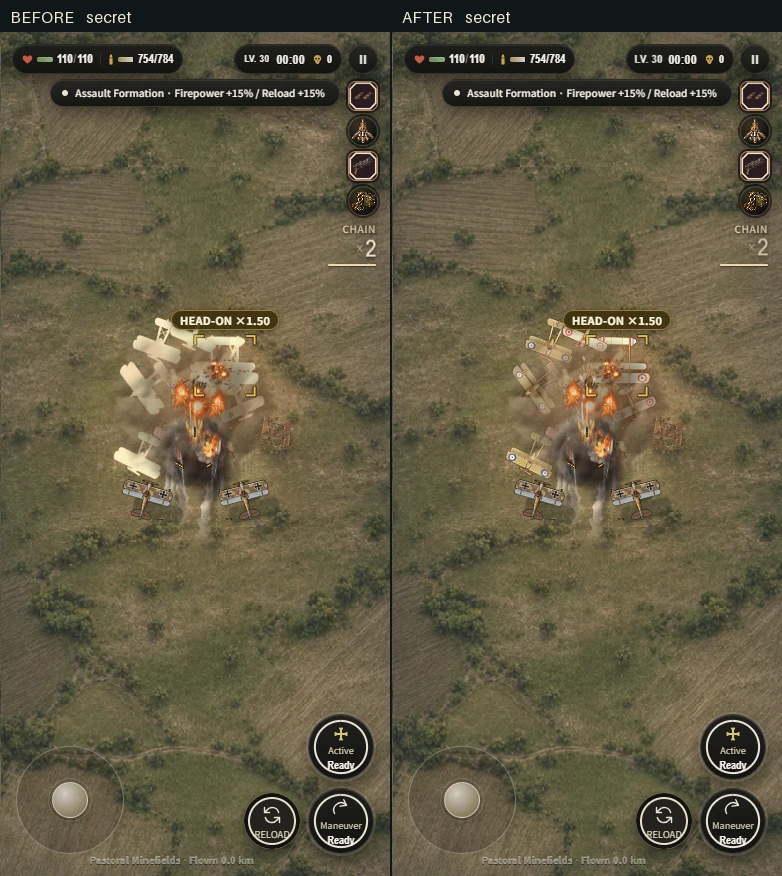 BEFORE secret
110/110 754/784
LV. 30 00:00 0
Assault Formation · Firepower +15% / Reload +15%
CHAIN
×2
HEAD-ON ×1.50
Active
Ready
RELOAD
Maneuver
Ready
Pastoral Minefields · Flown 0.0 km
AFTER secret
110/110 754/784
LV. 30 00:00 0
Assault Formation · Firepower +15% / Reload +15%
CHAIN
×2
HEAD-ON ×1.50
Active
Ready
RELOAD
Maneuver
Ready
Pastoral Minefields · Flown 0.0 km